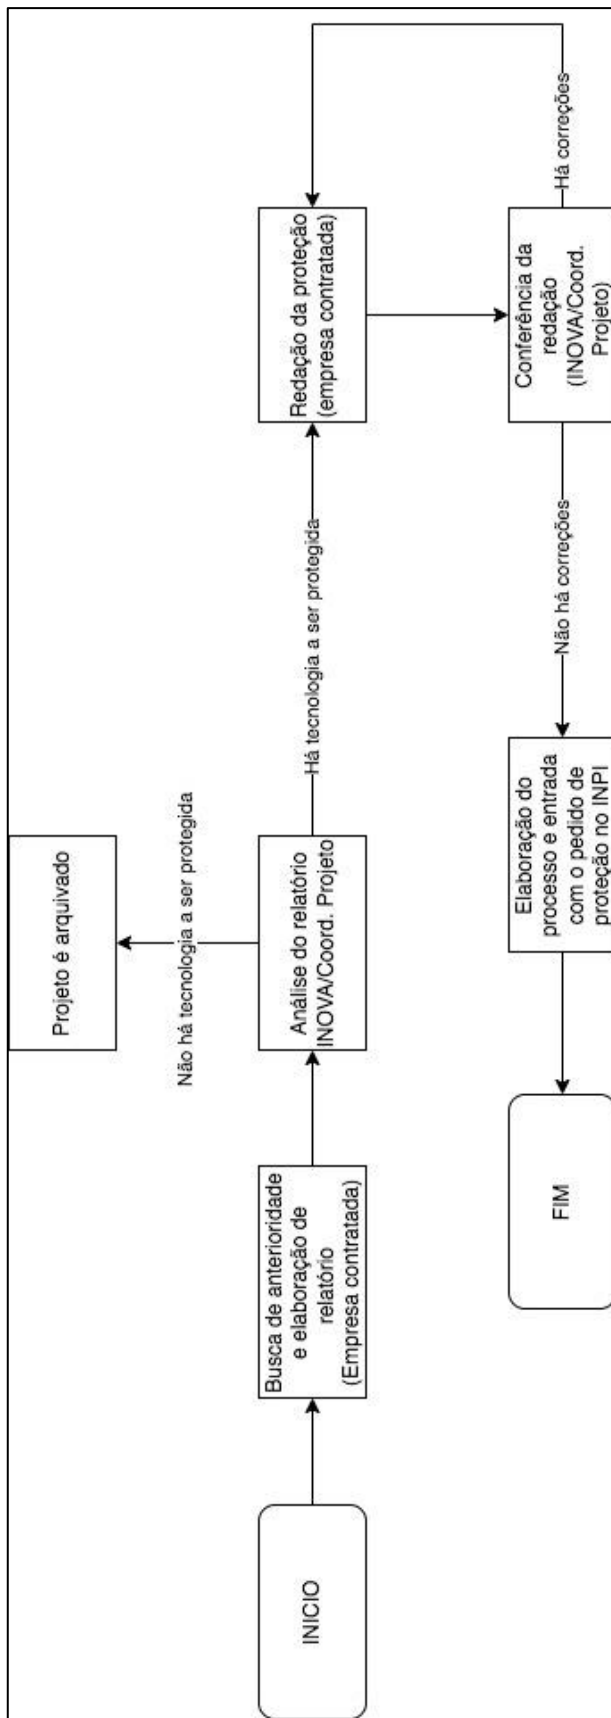 INICIO
Busca de anterioridade
e elaboração de
relatório
(Empresa contratada)
Análise do relatório
INOVA/Coord. Projeto
Não há tecnologia a ser protegida
Projeto é arquivado
Há tecnologia a ser protegida
Redação da proteção
(empresa contratada)
Conferência da
redação
(INOVA/Coord.
Projeto)
Há correções
Não há correções
Elaboração do
processo e entrada
com o pedido de
proteção no INPI
FIM